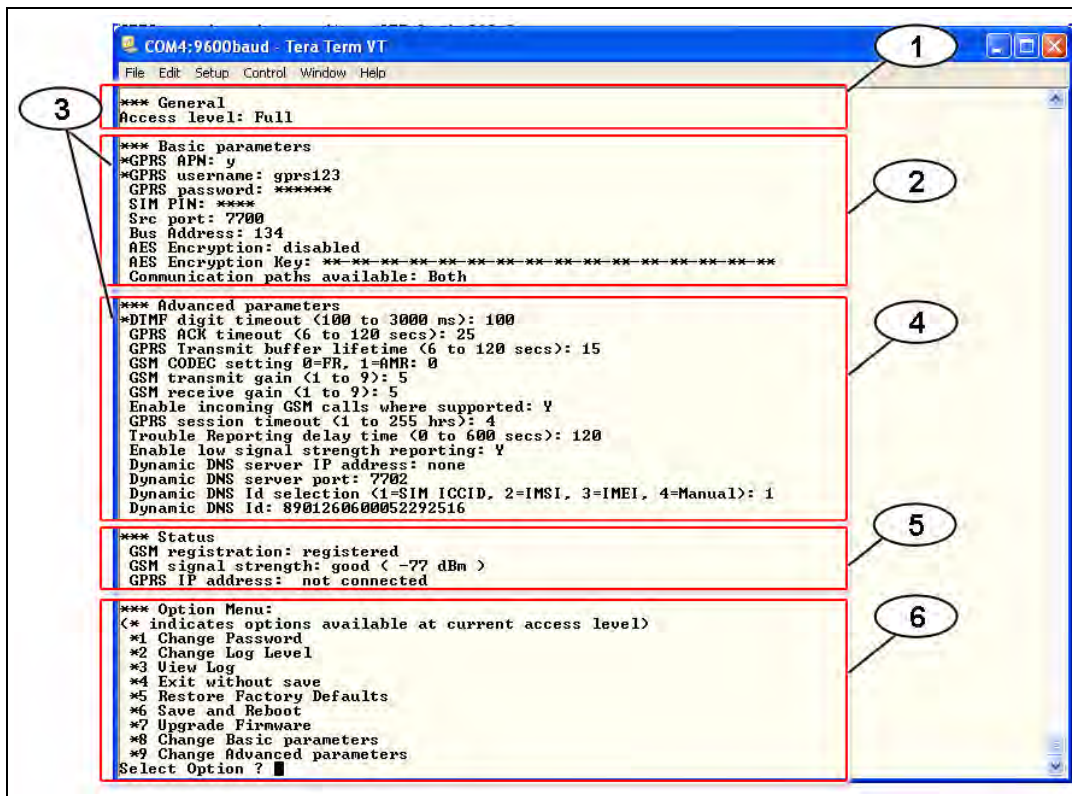 COM4:9600baud - Tera Term VT
1
File Edit Setup Control Window Help
*** General
Access level: Full
3
*** Basic parameters
*GPRS APN: y
*GPRS username: gprs123
GPRS password: ******
SIM PIN: ****
Src port: 7700
Bus Address: 134
AES Encryption: disabled
AES Encryption Key: **-**-**-**-**-**-**-**-**-**-**-**-**-**-**-**
Communication paths available: Both
2
*** Advanced parameters
*DTMF digit timeout (100 to 3000 ms): 100
GPRS ACK timeout (6 to 120 secs): 25
GPRS Transmit buffer lifetime (6 to 120 secs): 15
GSM CODEC setting 0=FR, 1=AMR: 0
GSM transmit gain (1 to 9): 5
GSM receive gain (1 to 9): 5
Enable incoming GSM calls where supported: Y
GPRS session timeout (1 to 255 hrs): 4
Trouble Reporting delay time (0 to 600 secs): 120
Enable low signal strength reporting: Y
Dynamic DNS server IP address: none
Dynamic DNS server port: 7702
Dynamic DNS Id selection (1=SIM ICCID, 2=IMSI, 3=IMEI, 4=Manual): 1
Dynamic DNS Id: 8901260600052292516
4
*** Status
GSM registration: registered
GSM signal strength: good ( -77 dBm )
GPRS IP address: not connected
5
*** Option Menu:
(* indicates options available at current access level)
*1 Change Password
*2 Change Log Level
*3 View Log
*4 Exit without save
*5 Restore Factory Defaults
*6 Save and Reboot
*7 Upgrade Firmware
*8 Change Basic parameters
*9 Change Advanced parameters
Select Option ?
6